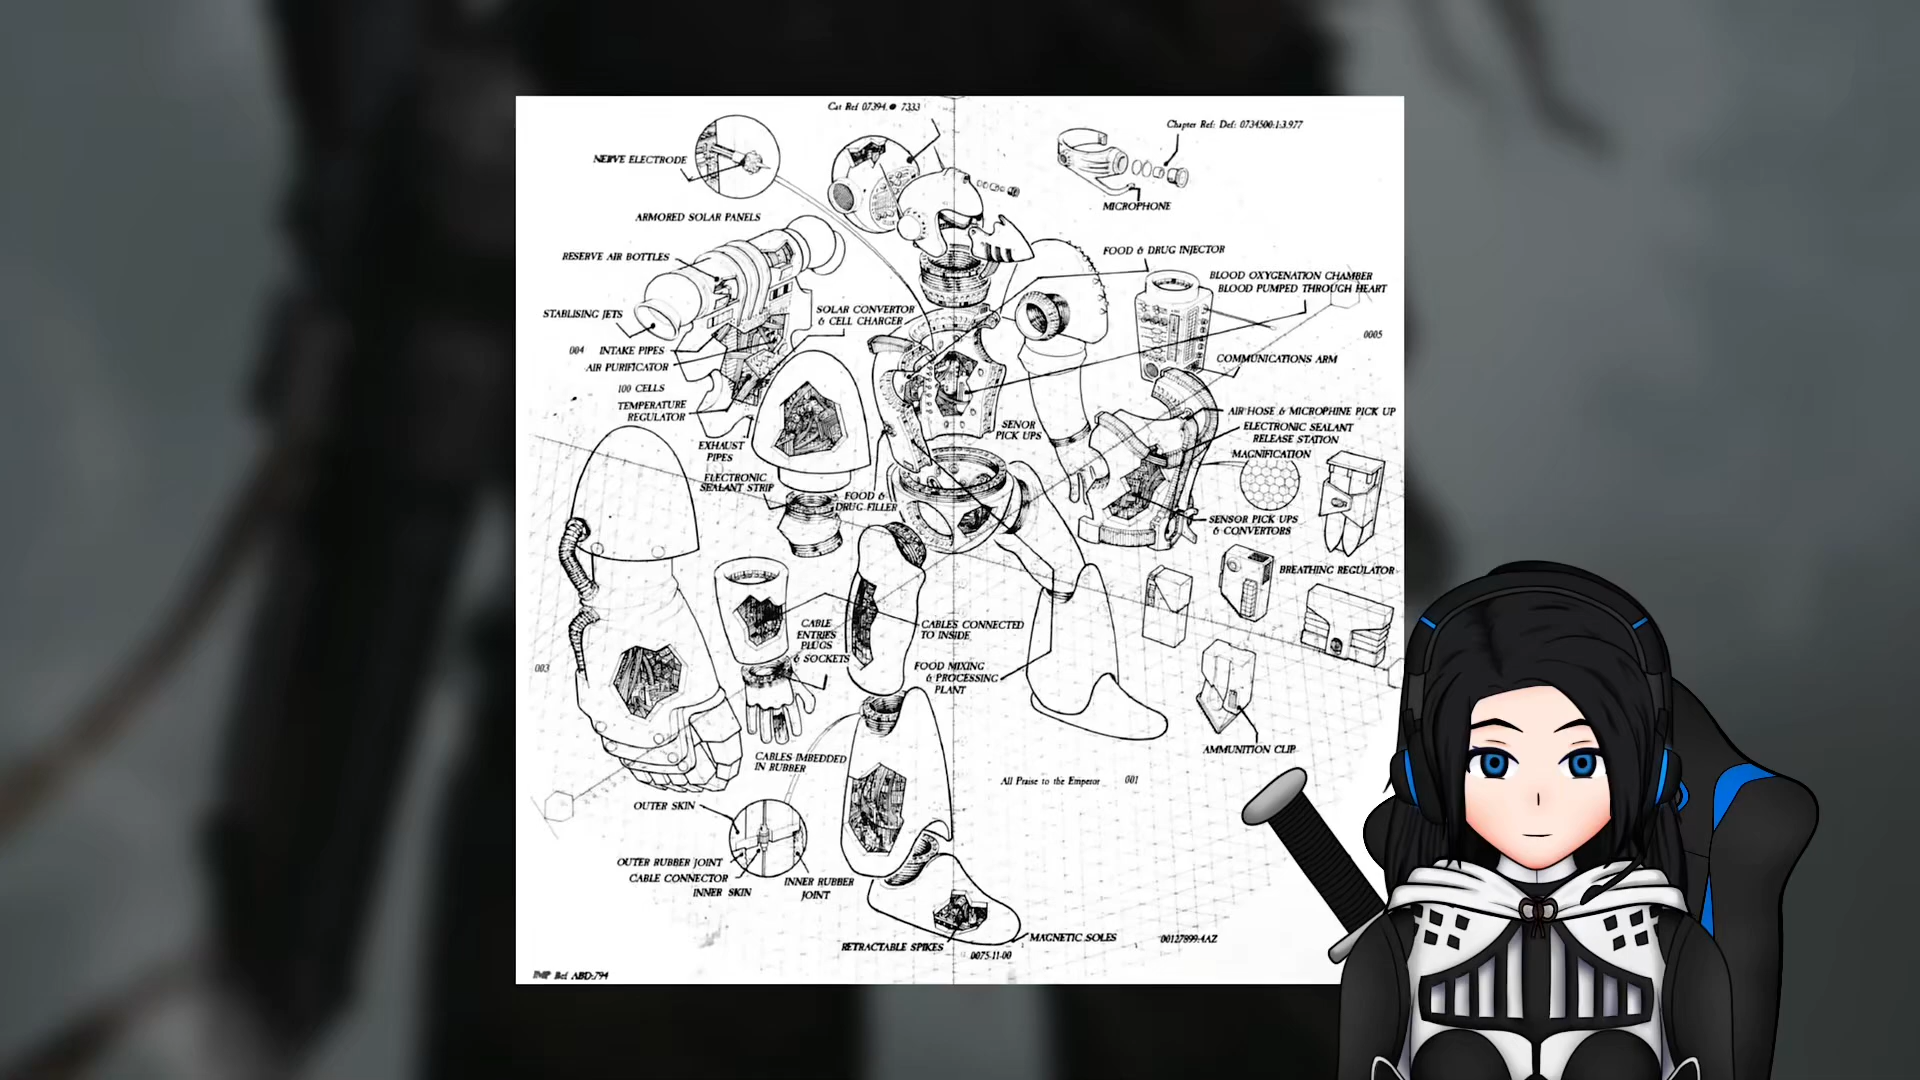 Cat Ref 07394 ● 7333
Chapter Ref: Def: 0734500:1:3.977
NERVE ELECTRODE
MICROPHONE
ARMORED SOLAR PANELS
RESERVE AIR BOTTLES
FOOD & DRUG INJECTOR
BLOOD OXYGENATION CHAMBER
BLOOD PUMPED THROUGH HEART
STABLISING JETS
SOLAR CONVERTOR
& CELL CHARGER
0005
004
INTAKE PIPES
AIR PURIFICATOR
COMMUNICATIONS ARM
100 CELLS
TEMPERATURE
REGULATOR
AIR HOSE & MICROPHINE PICK UP
SENOR
PICK UPS
ELECTRONIC SEALANT
RELEASE STATION
EXHAUST
PIPES
MAGNIFICATION
ELECTRONIC
SEALANT STRIP
FOOD &
DRUG FILLER
SENSOR PICK UPS
& CONVERTORS
BREATHING REGULATOR
CABLE
ENTRIES
PLUGS
& SOCKETS
CABLES CONNECTED
TO INSIDE
003
FOOD MIXING
& PROCESSING
PLANT
AMMUNITION CLIP
CABLES IMBEDDED
IN RUBBER
All Praise to the Emperor
001
OUTER SKIN
OUTER RUBBER JOINT
CABLE CONNECTOR
INNER SKIN
INNER RUBBER
JOINT
RETRACTABLE SPIKES
MAGNETIC SOLES
00127899:4AZ
0075-11-00
IMP Ref ABD:794